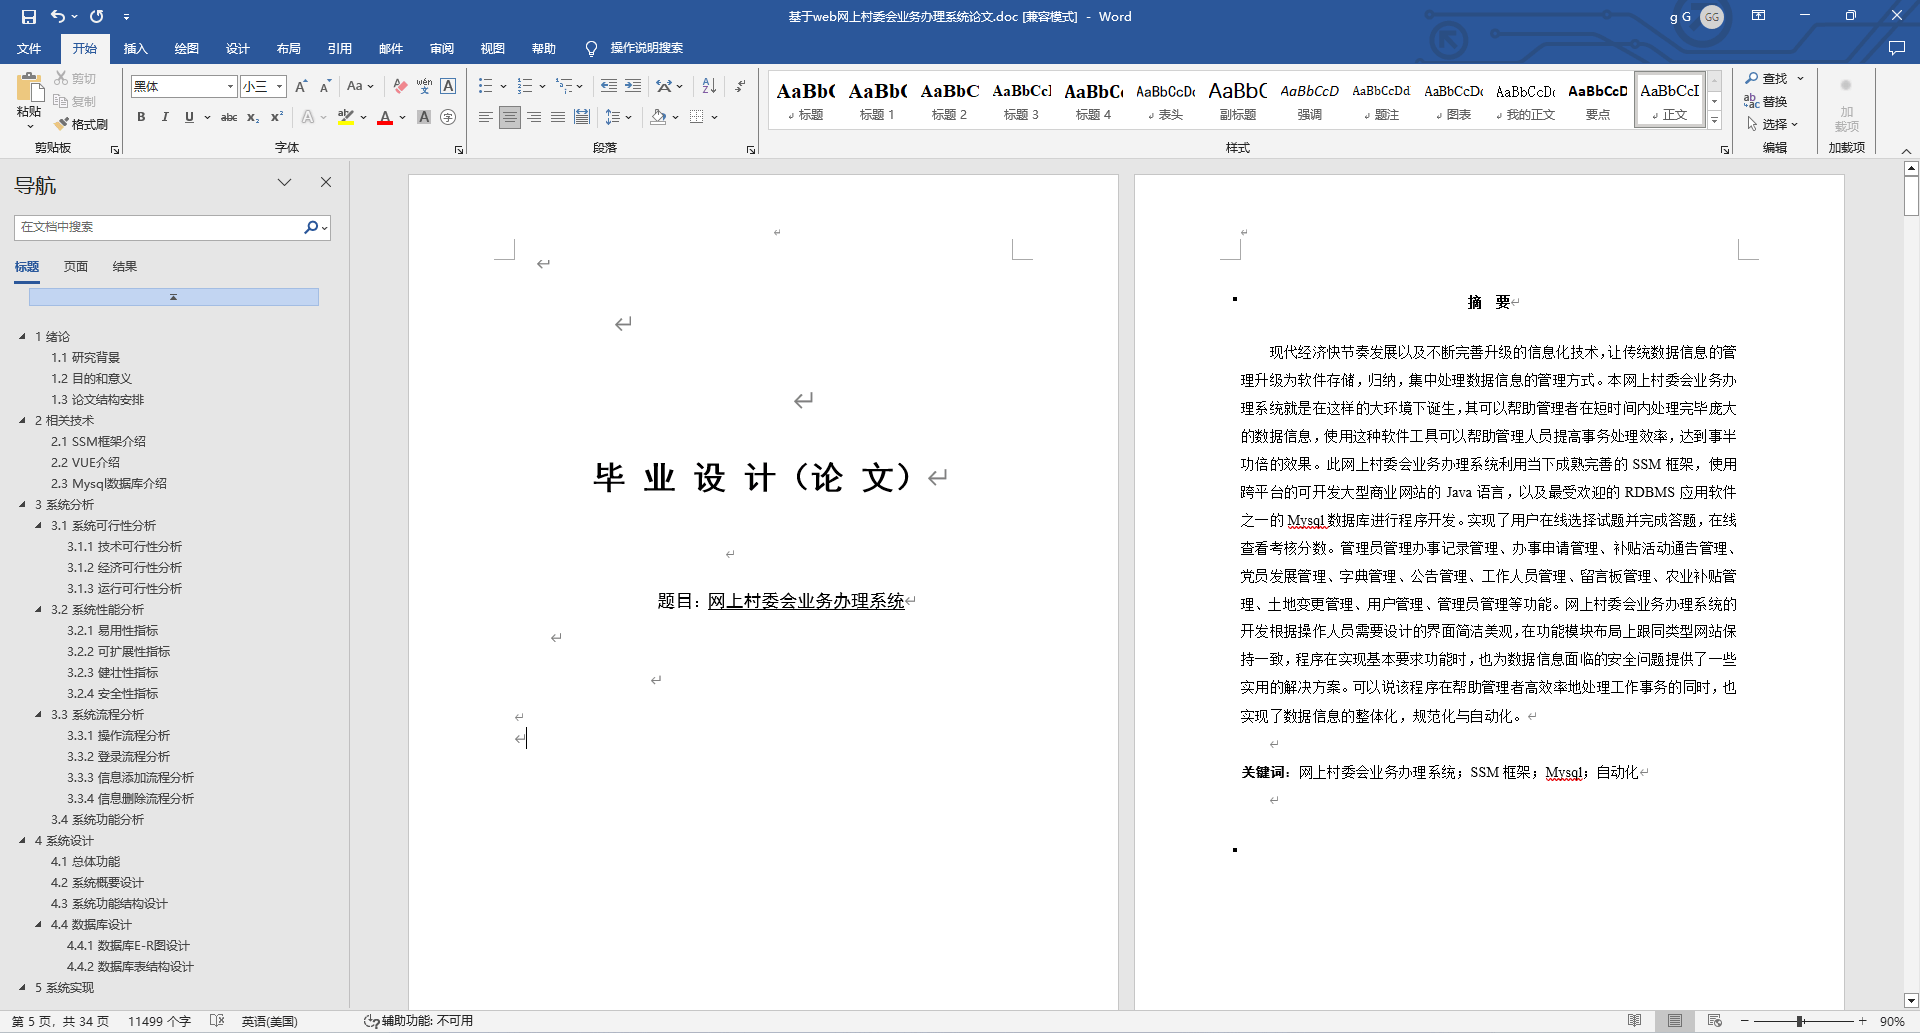 基于web网上村委会业务办理系统论文.doc [兼容模式] - Word
g G GG
文件 开始 插入 绘图 设计 布局 引用 邮件 审阅 视图 帮助 操作说明搜索
粘贴 剪切 复制 格式刷
剪贴板
黑体 小三
字体
段落
AaBbC AaBbC AaBbC AaBbCcI AaBbCc AaBbCcDc AaBbC AaBbCcD AaBbCcDd AaBbCcDc AaBbCcDc AaBbCcD AaBbCcI
标题 标题 1 标题 2 标题 3 标题 4 表头 副标题 强调 题注 图表 我的正文 要点 正文
样式
查找
替换
选择
编辑
加载项
加载项
导航
在文档中搜索
标题 页面 结果
1 绪论
1.1 研究背景
1.2 目的和意义
1.3 论文结构安排
2 相关技术
2.1 SSM框架介绍
2.2 VUE介绍
2.3 Mysql数据库介绍
3 系统分析
3.1 系统可行性分析
3.1.1 技术可行性分析
3.1.2 经济可行性分析
3.1.3 运行可行性分析
3.2 系统性能分析
3.2.1 易用性指标
3.2.2 可扩展性指标
3.2.3 健壮性指标
3.2.4 安全性指标
3.3 系统流程分析
3.3.1 操作流程分析
3.3.2 登录流程分析
3.3.3 信息添加流程分析
3.3.4 信息删除流程分析
3.4 系统功能分析
4 系统设计
4.1 总体功能
4.2 系统概要设计
4.3 系统功能结构设计
4.4 数据库设计
4.4.1 数据库E-R图设计
4.4.2 数据库表结构设计
5 系统实现
毕 业 设 计（论 文）
题目：网上村委会业务办理系统
摘 要
现代经济快节奏发展以及不断完善升级的信息化技术，让传统数据信息的管
理升级为软件存储，归纳，集中处理数据信息的管理方式。本网上村委会业务办
理系统就是在这样的大环境下诞生，其可以帮助管理者在短时间内处理完毕庞大
的数据信息，使用这种软件工具可以帮助管理人员提高事务处理效率，达到事半
功倍的效果。此网上村委会业务办理系统利用当下成熟完善的 SSM 框架，使用
跨平台的可开发大型商业网站的 Java 语言，以及最受欢迎的 RDBMS 应用软件
之一的 Mysql 数据库进行程序开发。实现了用户在线选择试题并完成答题，在线
查看考核分数。管理员管理办事记录管理、办事申请管理、补贴活动通告管理、
党员发展管理、字典管理、公告管理、工作人员管理、留言板管理、农业补贴管
理、土地变更管理、用户管理、管理员管理等功能。网上村委会业务办理系统的
开发根据操作人员需要设计的界面简洁美观，在功能模块布局上跟同类型网站保
持一致，程序在实现基本要求功能时，也为数据信息面临的安全问题提供了一些
实用的解决方案。可以说该程序在帮助管理者高效率地处理工作事务的同时，也
实现了数据信息的整体化，规范化与自动化。
关键词：网上村委会业务办理系统；SSM 框架；Mysql；自动化
第 5 页，共 34 页 11499 个字 英语(美国) 辅助功能: 不可用 90%